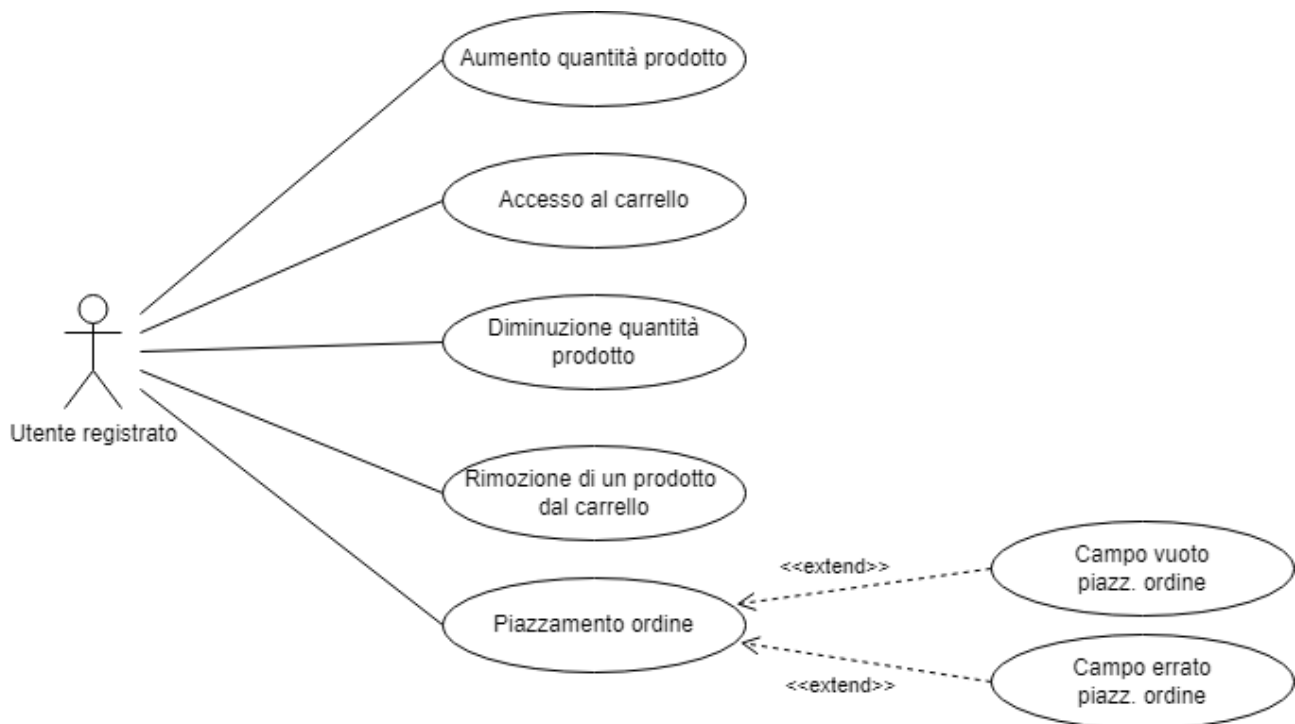 Aumento quantità prodotto
Accesso al carrello
Diminuzione quantità
prodotto
Utente registrato
Rimozione di un prodotto
dal carrello
Piazzamento ordine
<<extend>>
<<extend>>
Campo vuoto
piazz. ordine
Campo errato
piazz. ordine